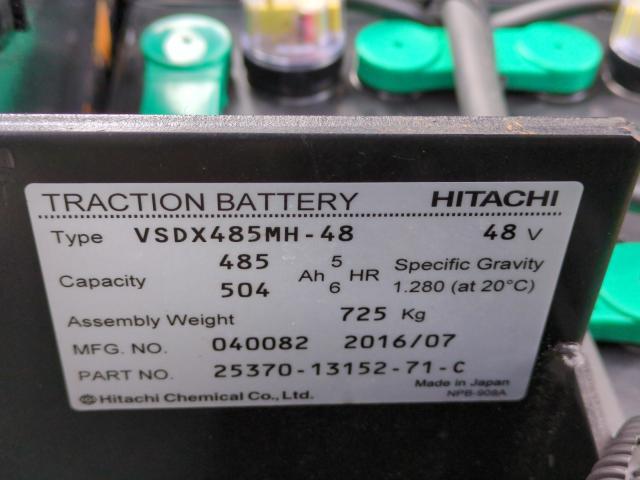 TRACTION BATTERY HITACHI
Type VSDX485MH-48 48 V
Capacity 485 Ah 5 HR Specific Gravity
504 6 1.280 (at 20°C)
Assembly Weight 725 Kg
MFG. NO. 040082 2016/07
PART NO. 25370-13152-71-C
Made in Japan
Hitachi Chemical Co., Ltd. NPB-909A